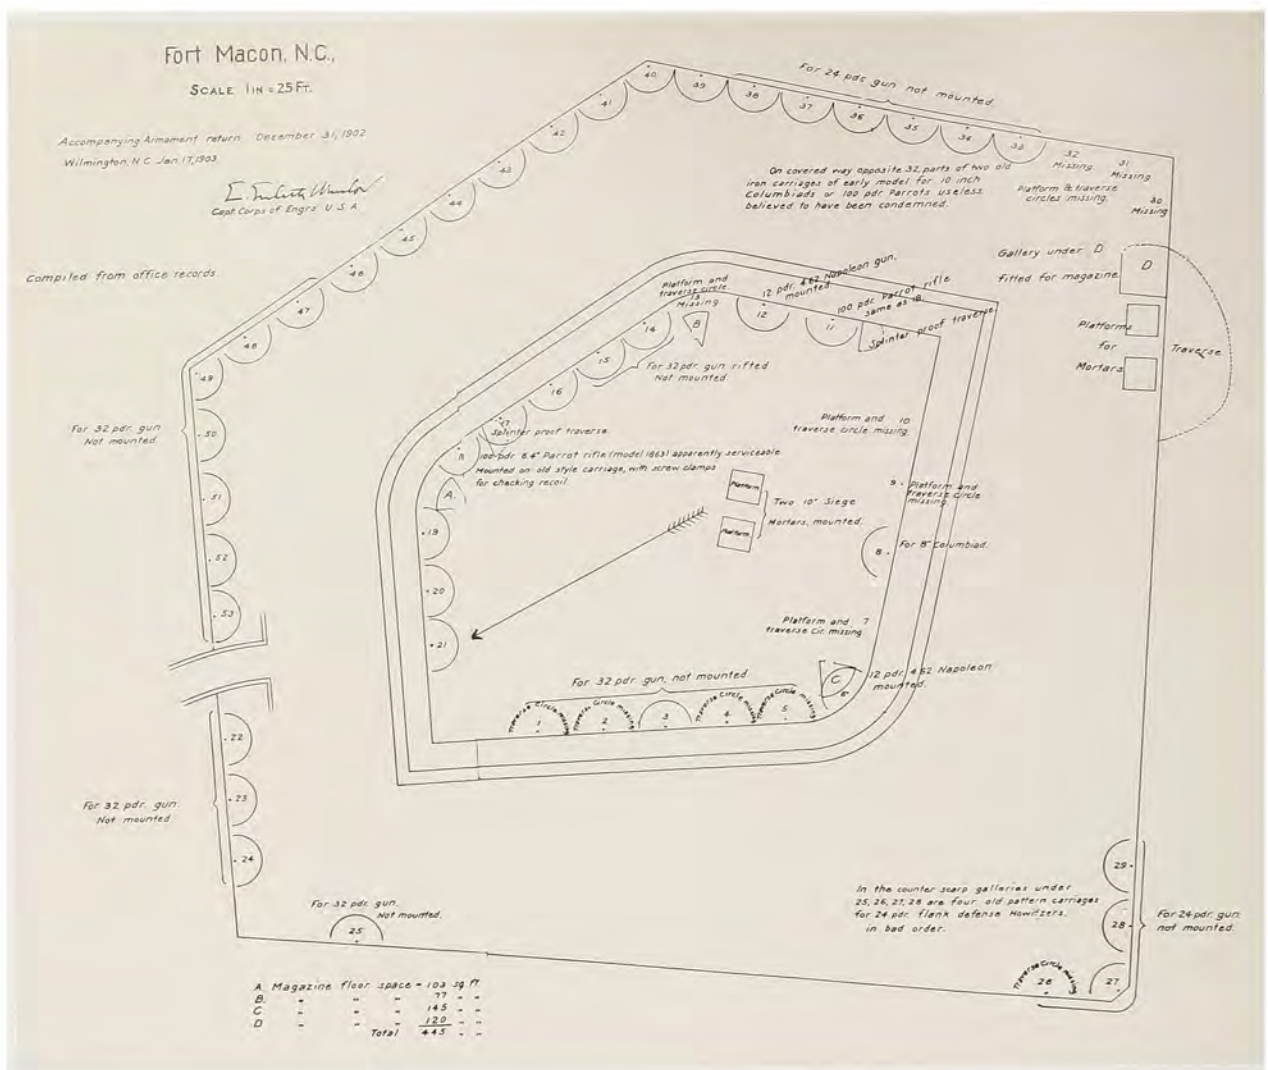 Fort Macon, N.C.,
SCALE 1 IN = 25 FT.
Accompanying Armament return December 31, 1902
Wilmington, N.C. Jan. 17, 1903.
Capt. Corps of Engrs. U.S.A.
Compiled from office records.
For 24 pdr. gun not mounted.
40
39
38
37
36
35
34
33
32
Missing.
31
Missing.
30
Missing
Platform & traverse
circles missing.
On covered way opposite 32, parts of two old
iron carriages of early model for 10 inch
Columbiads or 100 pdr. Parrots useless
believed to have been condemned.
41
42
43
44
45
46
47
48
49
50
51
52
53
For 32 pdr. gun
Not mounted.
Gallery under D
fitted for magazine.
D
Platforms
for
Mortars
Traverse
Platform and
traverse circle.
13
Missing.
12 pdr. 4.62 Napoleon gun.
mounted.
100 pdr. Parrot rifle
same as 18.
Splinter proof traverse.
14
B
12
11
15
16
17
For 32 pdr. gun rifted
Not mounted.
Splinter proof traverse.
100-pdr. 6.4" Parrot rifle (model 1863) apparently serviceable.
Mounted on old style carriage, with screw clamps
for checking recoil.
A.
Platform and 10
traverse circle missing.
9. Platform and
traverse circle
missing.
Platform
Platform
Two 10" Siege
Mortars, mounted.
8. For 8" Columbiad.
19
20
21
Platform and 7
traverse Cir. missing.
C
6
12 pdr. 4.62 Napoleon
mounted.
For 32 pdr. gun, not mounted
Traverse Circle missing
1
Traverse Circle missing
2
3
Traverse Circle missing
4
Traverse Circle missing
5
22
23
24
For 32 pdr. gun.
Not mounted
For 32 pdr. gun.
Not mounted.
25
In the counter scarp galleries under
25, 26, 27, 28 are four old pattern carriages
for 24 pdr. flank defense Howitzers.
in bad order.
29
28
27
For 24 pdr. gun.
not mounted.
Traverse Circle missing
26
A. Magazine floor space = 103 sq. ft.
B. " " " 77 " "
C " " " 145 " "
D " " " 120 " "
Total 445 " "